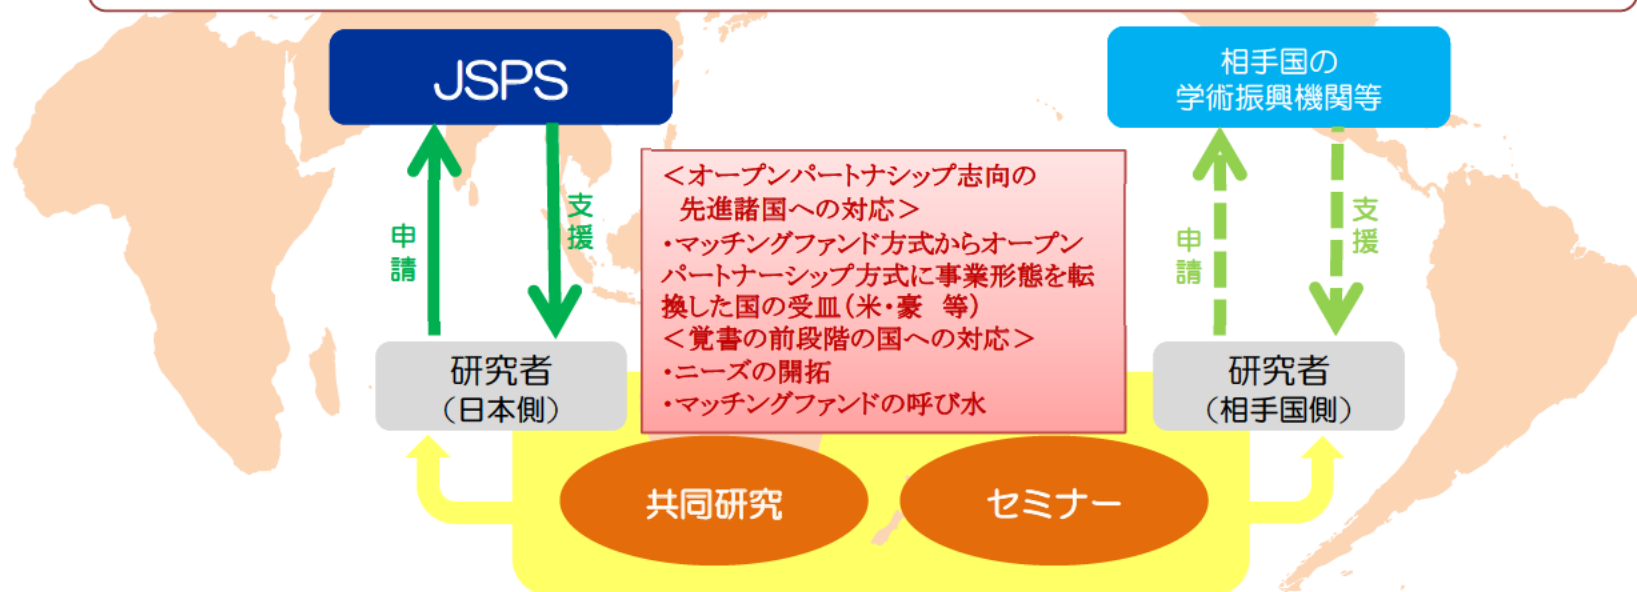 JSPS
相手国の
学術振興機関等
申請
支援
<オープンパートナシップ志向の
先進諸国への対応>
・マッチングファンド方式からオープン
パートナーシップ方式に事業形態を転
換した国の受皿(米・豪　等)
<覚書の前段階の国への対応>
・ニーズの開拓
・マッチングファンドの呼び水
申請
支援
研究者
(日本側)
研究者
(相手国側)
共同研究
セミナー